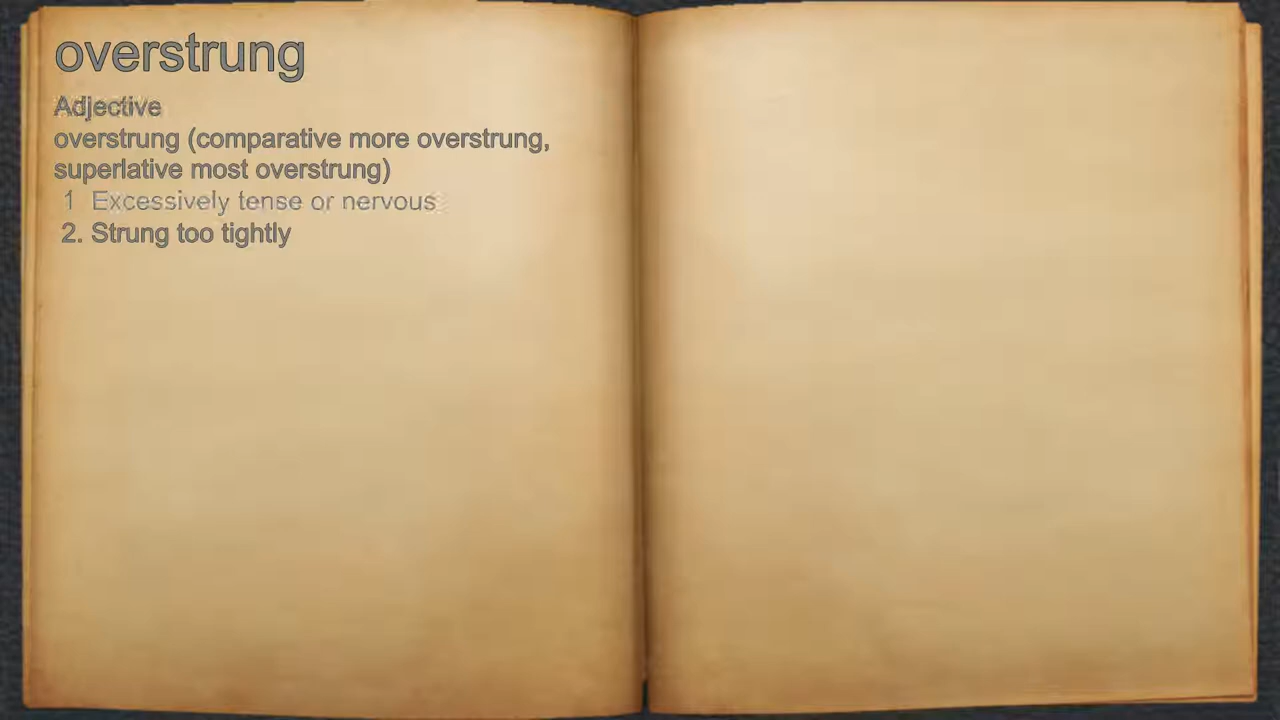 overstrung
Adjective
overstrung (comparative more overstrung,
superlative most overstrung)
1 Excessively tense or nervous
2. Strung too tightly